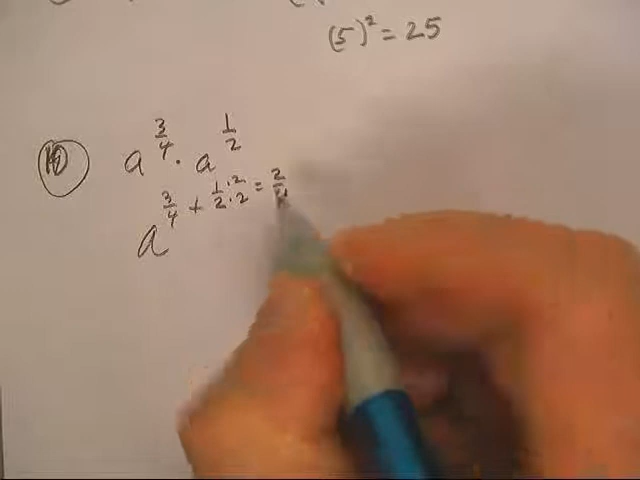 (5)² = 25
10 a^{3/4} · a^{1/2}
a^{3/4 + 1·2/2·2 = 2/4}